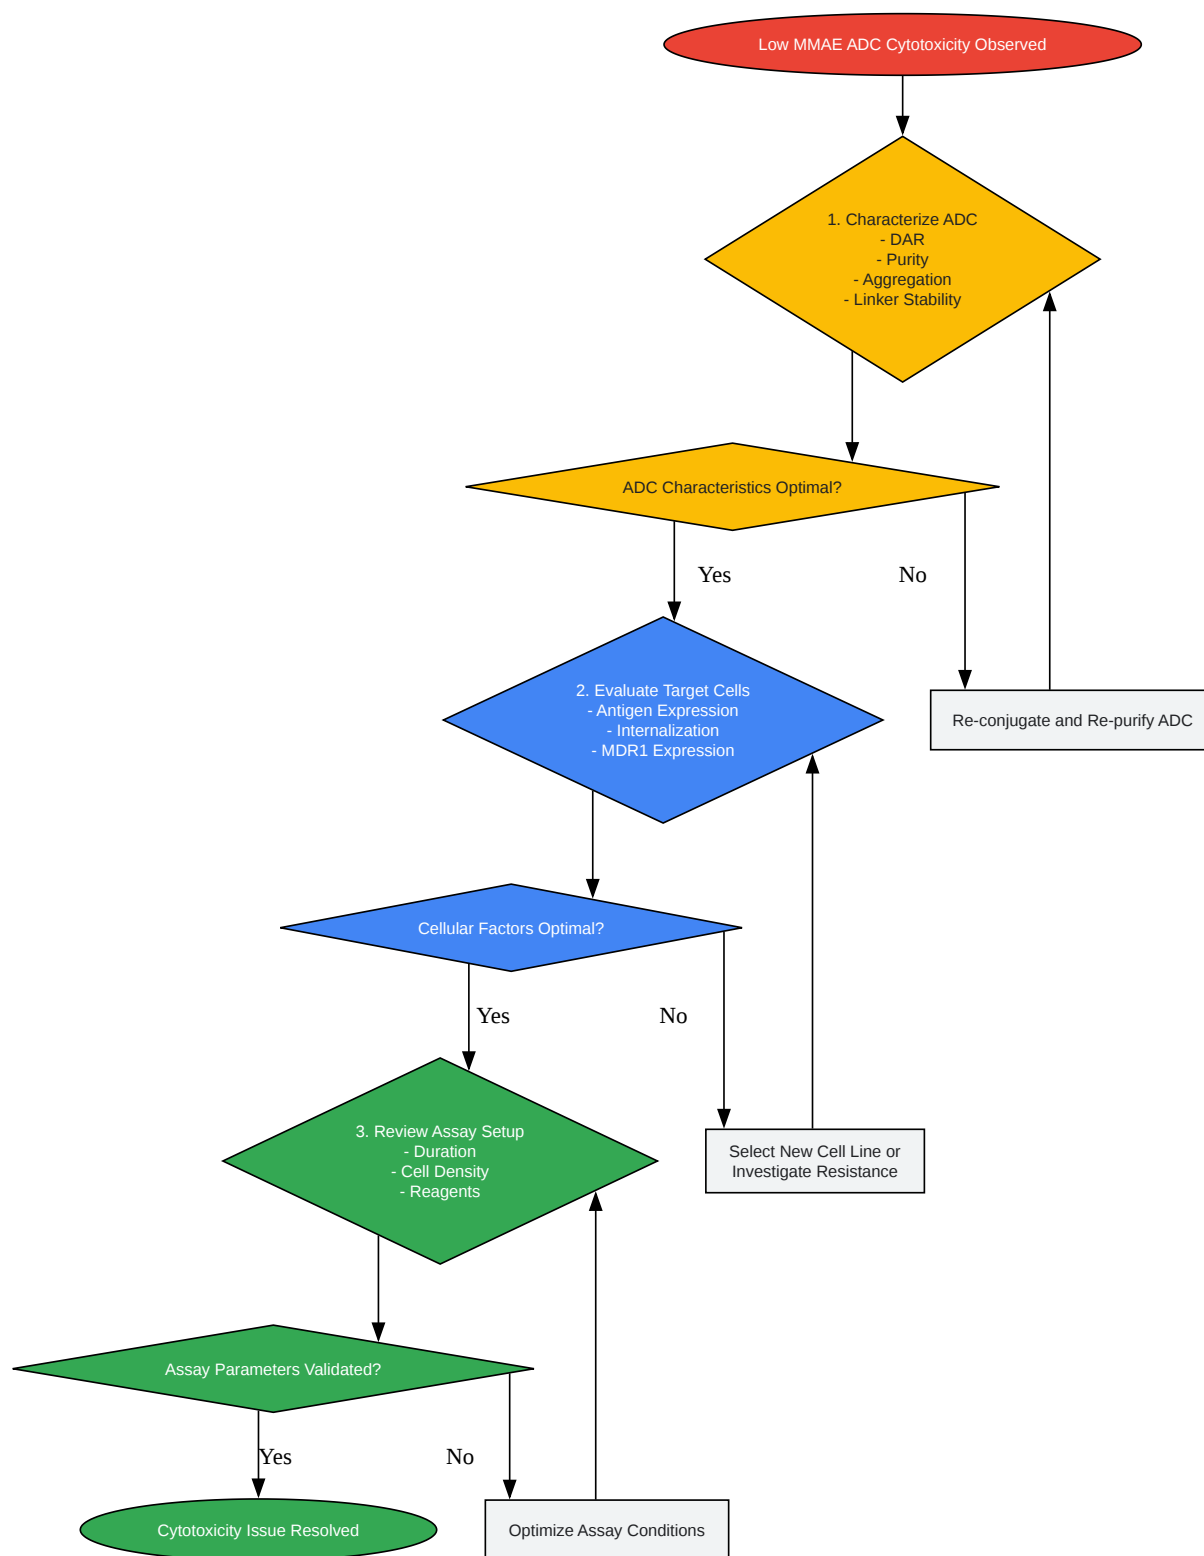 Low MMAE ADC Cytotoxicity Observed
1. Characterize ADC
- DAR
- Purity
- Aggregation
- Linker Stability
ADC Characteristics Optimal?
Yes
No
2. Evaluate Target Cells
- Antigen Expression
- Internalization
- MDR1 Expression
Re-conjugate and Re-purify ADC
Cellular Factors Optimal?
Yes
No
3. Review Assay Setup
- Duration
- Cell Density
- Reagents
Select New Cell Line or
Investigate Resistance
Assay Parameters Validated?
Yes
No
Cytotoxicity Issue Resolved
Optimize Assay Conditions